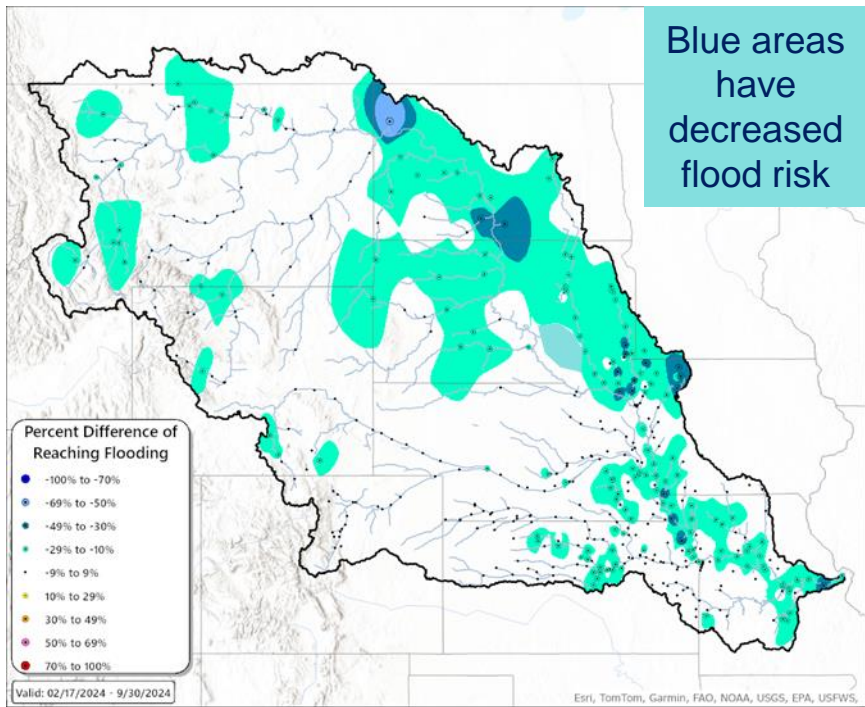 Blue areas
have
decreased
flood risk
Percent Difference of
Reaching Flooding
-100% to -70%
-69% to -50%
-49% to -30%
-29% to -10%
-9% to 9%
10% to 29%
30% to 49%
50% to 69%
70% to 100%
Valid: 02/17/2024 - 9/30/2024
Esri, TomTom, Garmin, FAO, NOAA, USGS, EPA, USFWS,